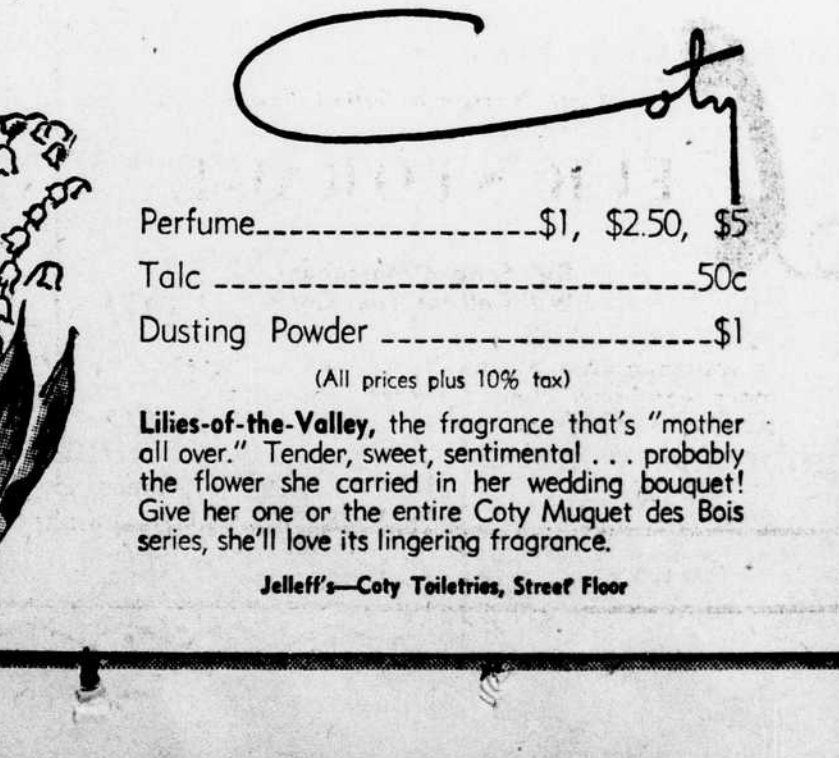 Coty
Perfume--------------------$1, $2.50, $5
Talc ----------------------------------50c
Dusting Powder ------------------------$1
(All prices plus 10% tax)
Lilies-of-the-Valley, the fragrance that's "mother
all over." Tender, sweet, sentimental . . . probably
the flower she carried in her wedding bouquet!
Give her one or the entire Coty Muquet des Bois
series, she'll love its lingering fragrance.
Jelleff's—Coty Toiletries, Street Floor